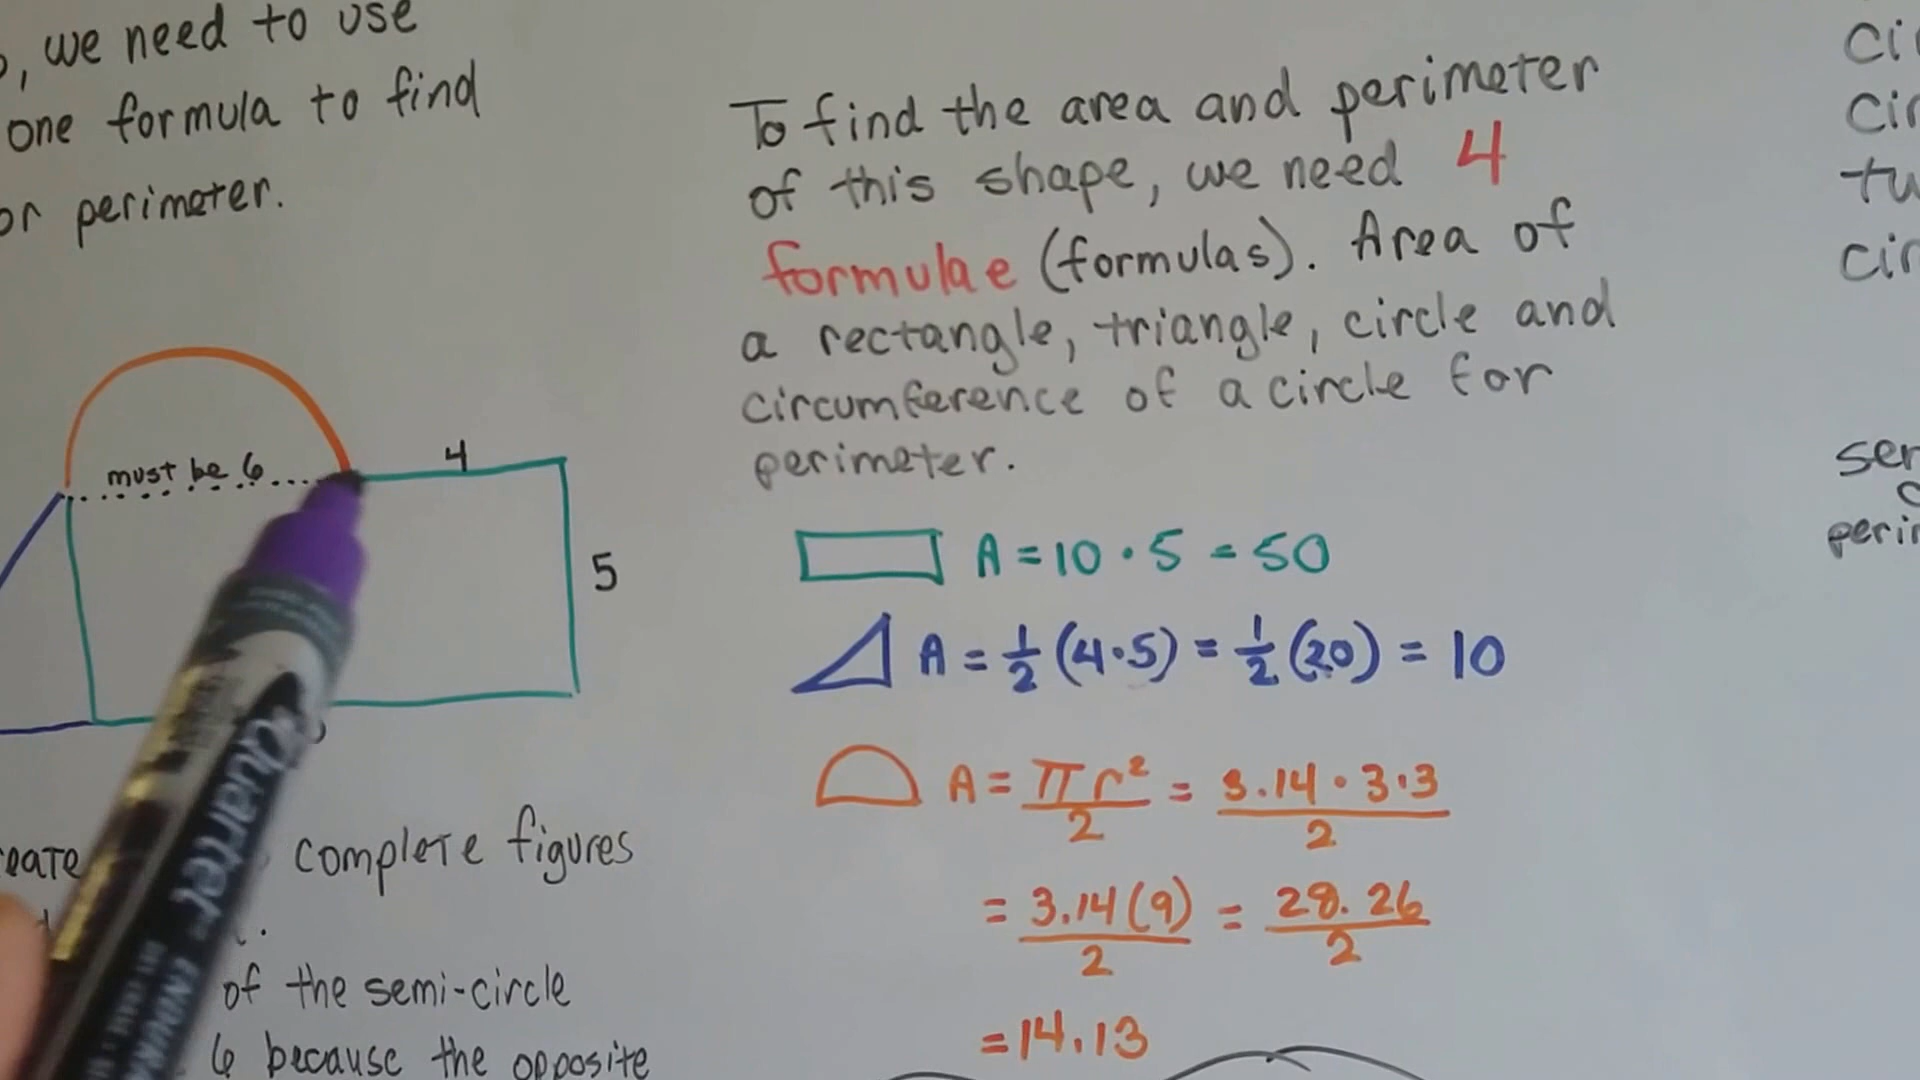 , we need to use
one formula to find
or perimeter.
must be 6
4
5
complete figures
of the semi-circle
6 because the opposite
To find the area and perimeter
of this shape, we need 4
formulae (formulas). Area of
a rectangle, triangle, circle and
circumference of a circle for
perimeter.
A = 10 · 5 = 50
A = 1/2 (4·5) = 1/2 (20) = 10
A = πr²/2 = 3.14 · 3 · 3/2
= 3.14(9)/2 = 28.26/2
= 14.13
Quartet